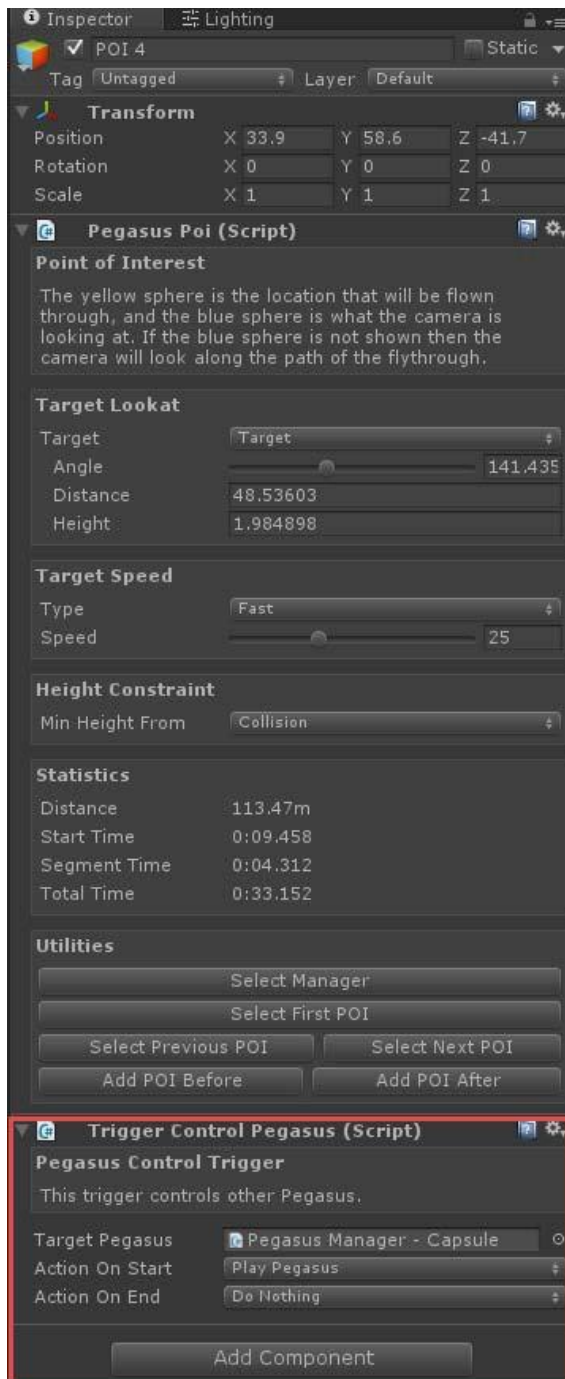 Inspector Lighting
POI 4 Static
Tag Untagged Layer Default
Transform
Position X 33.9 Y 58.6 Z -41.7
Rotation X 0 Y 0 Z 0
Scale X 1 Y 1 Z 1
Pegasus Poi (Script)
Point of Interest
The yellow sphere is the location that will be flown
through, and the blue sphere is what the camera is
looking at. If the blue sphere is not shown then the
camera will look along the path of the flythrough.
Target Lookat
Target Target
Angle 141.435
Distance 48.53603
Height 1.984898
Target Speed
Type Fast
Speed 25
Height Constraint
Min Height From Collision
Statistics
Distance 113.47m
Start Time 0:09.458
Segment Time 0:04.312
Total Time 0:33.152
Utilities
Select Manager
Select First POI
Select Previous POI Select Next POI
Add POI Before Add POI After
Trigger Control Pegasus (Script)
Pegasus Control Trigger
This trigger controls other Pegasus.
Target Pegasus Pegasus Manager - Capsule
Action On Start Play Pegasus
Action On End Do Nothing
Add Component